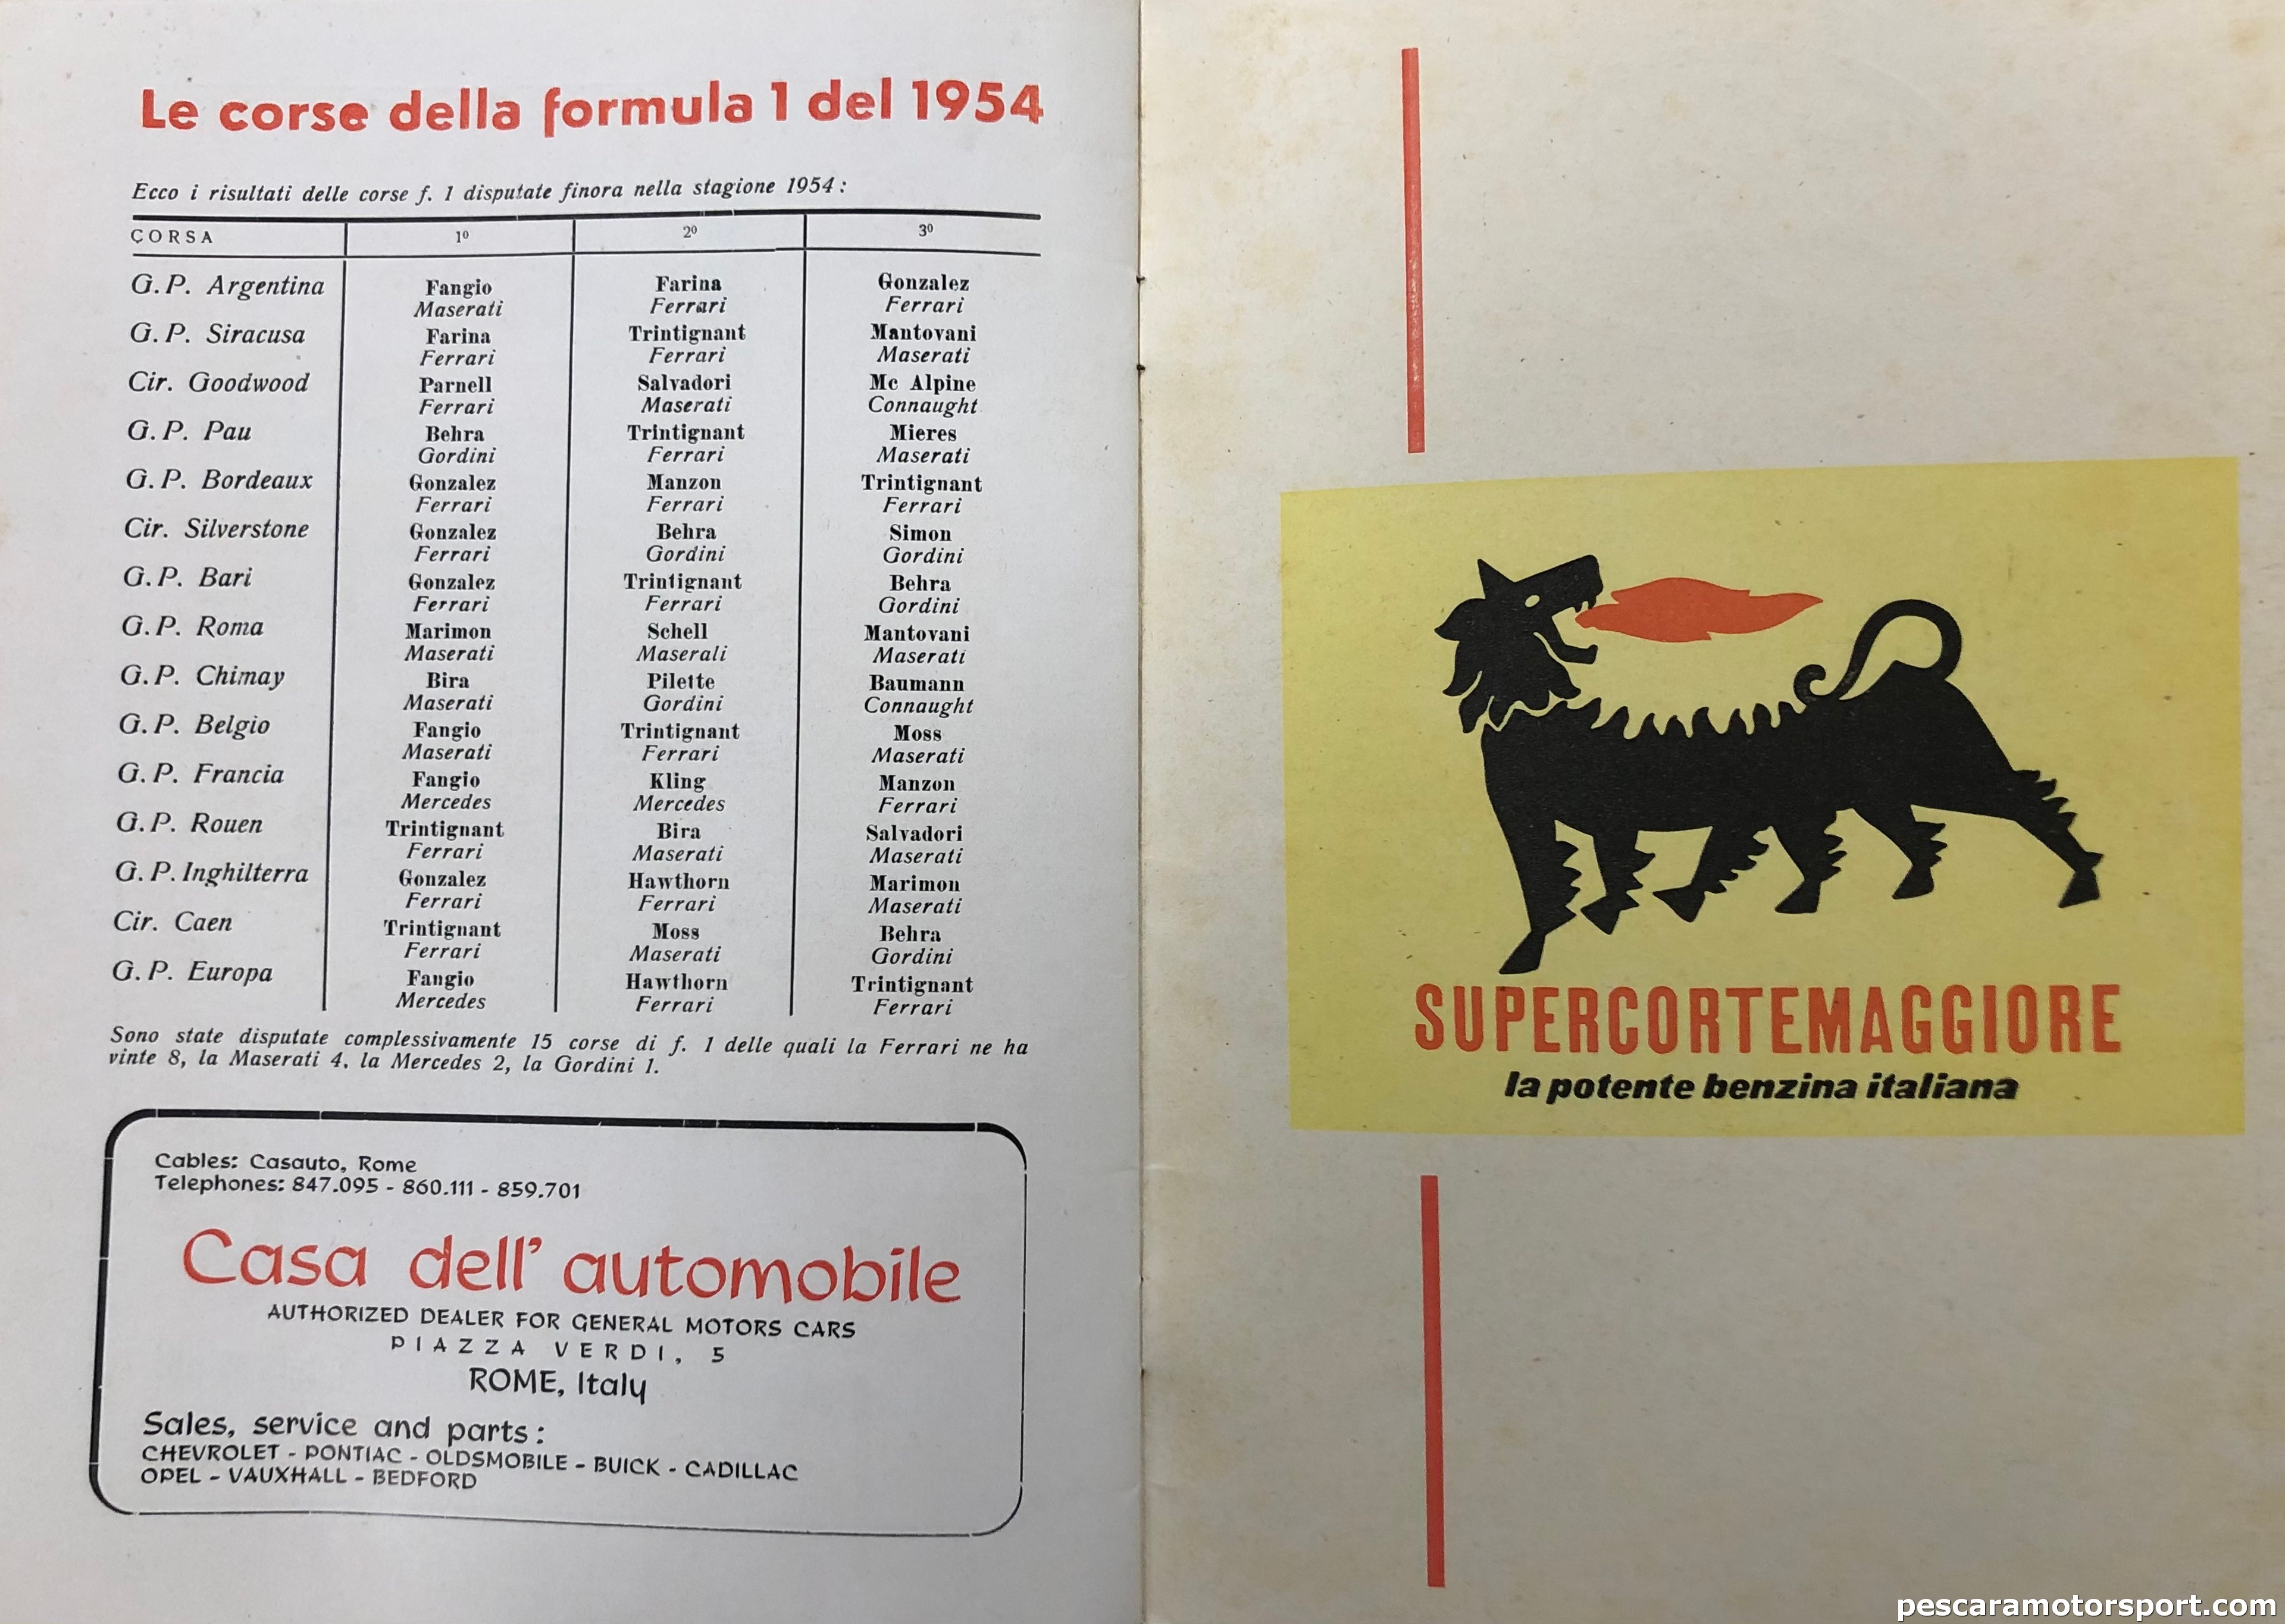 Le corse della formula 1 del 1954
Ecco i risultati delle corse f. 1 disputate finora nella stagione 1954:
CORSA 1º 2º 3º
G.P. Argentina Fangio Farina Gonzalez
Maserati Ferrari Ferrari
G.P. Siracusa Farina Trintignant Mantovani
Ferrari Ferrari Maserati
Cir. Goodwood Parnell Salvadori Mc Alpine
Ferrari Maserati Connaught
G.P. Pau Behra Trintignant Mieres
Gordini Ferrari Maserati
G.P. Bordeaux Gonzalez Manzon Trintignant
Ferrari Ferrari Ferrari
Cir. Silverstone Gonzalez Behra Simon
Ferrari Gordini Gordini
G.P. Bari Gonzalez Trintignant Behra
Ferrari Ferrari Gordini
G.P. Roma Marimon Schell Mantovani
Maserati Maserali Maserati
G.P. Chimay Bira Pilette Baumann
Maserati Gordini Connaught
G.P. Belgio Fangio Trintignant Moss
Maserati Ferrari Maserati
G.P. Francia Fangio Kling Manzon
Mercedes Mercedes Ferrari
G.P. Rouen Trintignant Bira Salvadori
Ferrari Maserati Maserati
G.P. Inghilterra Gonzalez Hawthorn Marimon
Ferrari Ferrari Maserati
Cir. Caen Trintignant Moss Behra
Ferrari Maserati Gordini
G.P. Europa Fangio Hawthorn Trintignant
Mercedes Ferrari Ferrari
Sono state disputate complessivamente 15 corse di f. 1 delle quali la Ferrari ne ha
vinte 8, la Maserati 4. la Mercedes 2, la Gordini 1.
Cables: Casauto, Rome
Telephones: 847.095 - 860.111 - 859.701
Casa dell' automobile
AUTHORIZED DEALER FOR GENERAL MOTORS CARS
PIAZZA VERDI, 5
ROME, Italy
Sales, service and parts:
CHEVROLET - PONTIAC - OLDSMOBILE - BUICK - CADILLAC
OPEL - VAUXHALL - BEDFORD
SUPERCORTEMAGGIORE
la potente benzina italiana
pescaramotorsport.com